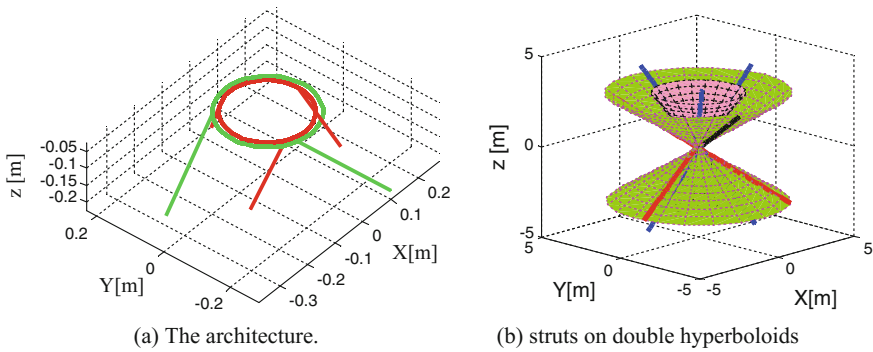 -0.05
-0.1
-0.15
-0.2
z [m]
0.2
0
-0.2
Y[m]
-0.3
-0.2
-0.1
0
0.1
0.2
X[m]
(a) The architecture.
5
0
-5
z [m]
5
0
-5
Y[m]
-5
0
5
X[m]
(b) struts on double hyperboloids